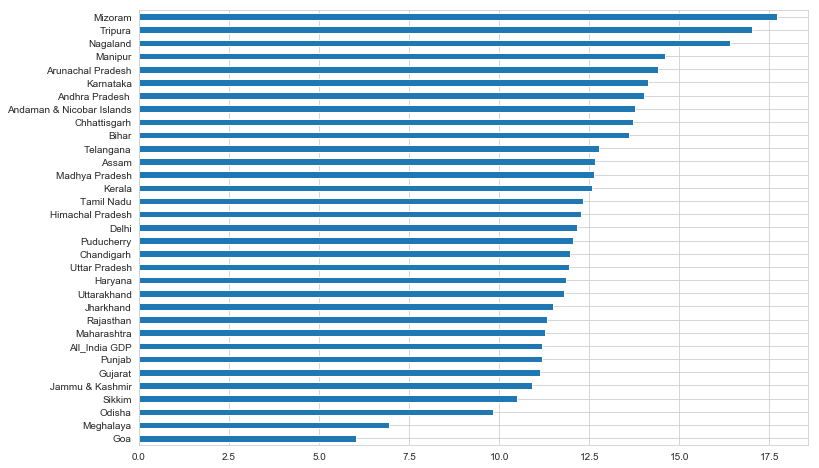 Mizoram
Tripura
Nagaland
Manipur
Arunachal Pradesh
Karnataka
Andhra Pradesh
Andaman & Nicobar Islands
Chhattisgarh
Bihar
Telangana
Assam
Madhya Pradesh
Kerala
Tamil Nadu
Himachal Pradesh
Delhi
Puducherry
Chandigarh
Uttar Pradesh
Haryana
Uttarakhand
Jharkhand
Rajasthan
Maharashtra
All_India GDP
Punjab
Gujarat
Jammu & Kashmir
Sikkim
Odisha
Meghalaya
Goa
0.0 2.5 5.0 7.5 10.0 12.5 15.0 17.5